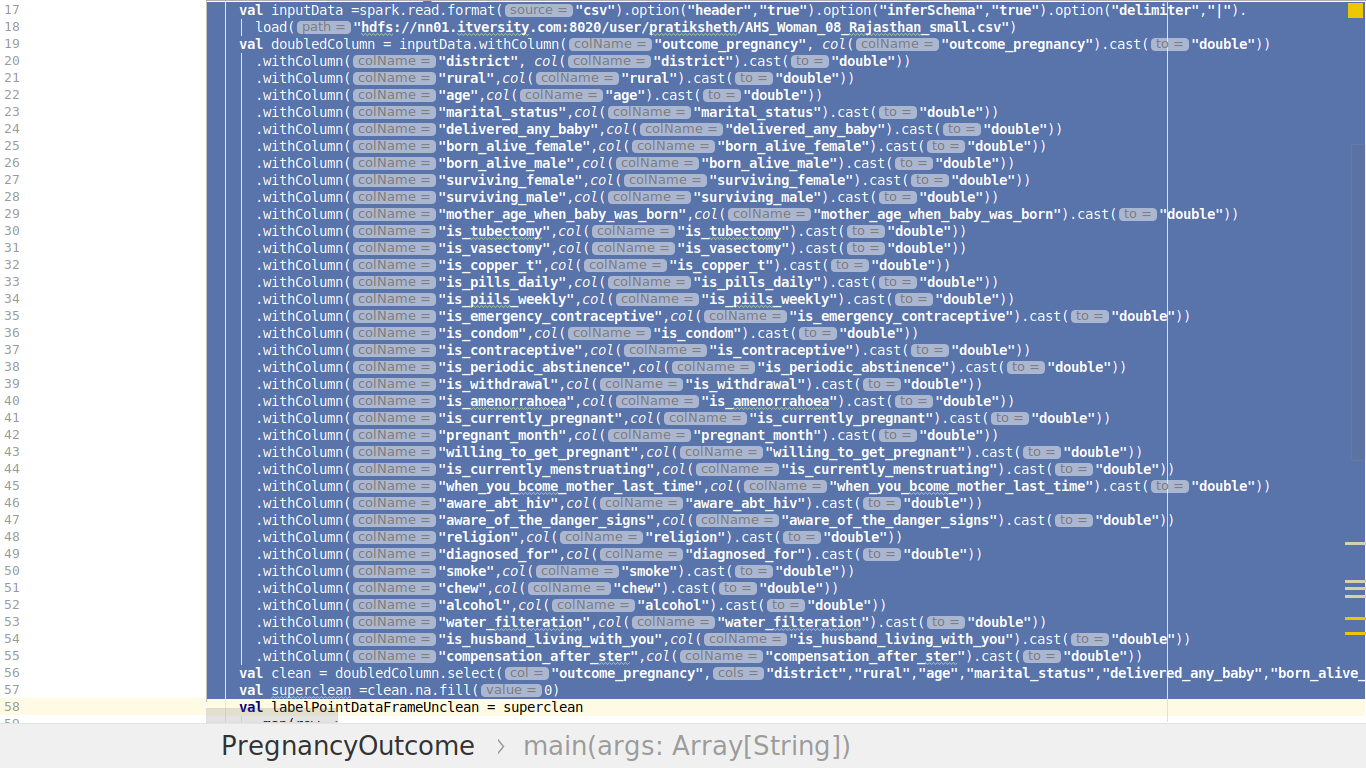 17 val inputData =spark.read.format( source = "csv").option("header","true").option("inferSchema","true").option("delimiter","|").
18 load( path = "hdfs://nn01.itversity.com:8020/user/pratiksheth/AHS_Woman_08_Rajasthan_small.csv")
19 val doubledColumn = inputData.withColumn( colName = "outcome_pregnancy", col( colName = "outcome_pregnancy").cast( to = "double"))
20 .withColumn( colName = "district", col( colName = "district").cast( to = "double"))
21 .withColumn( colName = "rural",col( colName = "rural").cast( to = "double"))
22 .withColumn( colName = "age",col( colName = "age").cast( to = "double"))
23 .withColumn( colName = "marital_status",col( colName = "marital_status").cast( to = "double"))
24 .withColumn( colName = "delivered_any_baby",col( colName = "delivered_any_baby").cast( to = "double"))
25 .withColumn( colName = "born_alive_female",col( colName = "born_alive_female").cast( to = "double"))
26 .withColumn( colName = "born_alive_male",col( colName = "born_alive_male").cast( to = "double"))
27 .withColumn( colName = "surviving_female",col( colName = "surviving_female").cast( to = "double"))
28 .withColumn( colName = "surviving_male",col( colName = "surviving_male").cast( to = "double"))
29 .withColumn( colName = "mother_age_when_baby_was_born",col( colName = "mother_age_when_baby_was_born").cast( to = "double"))
30 .withColumn( colName = "is_tubectomy",col( colName = "is_tubectomy").cast( to = "double"))
31 .withColumn( colName = "is_vasectomy",col( colName = "is_vasectomy").cast( to = "double"))
32 .withColumn( colName = "is_copper_t",col( colName = "is_copper_t").cast( to = "double"))
33 .withColumn( colName = "is_pills_daily",col( colName = "is_pills_daily").cast( to = "double"))
34 .withColumn( colName = "is_piils_weekly",col( colName = "is_piils_weekly").cast( to = "double"))
35 .withColumn( colName = "is_emergency_contraceptive",col( colName = "is_emergency_contraceptive").cast( to = "double"))
36 .withColumn( colName = "is_condom",col( colName = "is_condom").cast( to = "double"))
37 .withColumn( colName = "is_contraceptive",col( colName = "is_contraceptive").cast( to = "double"))
38 .withColumn( colName = "is_periodic_abstinence",col( colName = "is_periodic_abstinence").cast( to = "double"))
39 .withColumn( colName = "is_withdrawal",col( colName = "is_withdrawal").cast( to = "double"))
40 .withColumn( colName = "is_amenorrahoea",col( colName = "is_amenorrahoea").cast( to = "double"))
41 .withColumn( colName = "is_currently_pregnant",col( colName = "is_currently_pregnant").cast( to = "double"))
42 .withColumn( colName = "pregnant_month",col( colName = "pregnant_month").cast( to = "double"))
43 .withColumn( colName = "willing_to_get_pregnant",col( colName = "willing_to_get_pregnant").cast( to = "double"))
44 .withColumn( colName = "is_currently_menstruating",col( colName = "is_currently_menstruating").cast( to = "double"))
45 .withColumn( colName = "when_you_bcome_mother_last_time",col( colName = "when_you_bcome_mother_last_time").cast( to = "double"))
46 .withColumn( colName = "aware_abt_hiv",col( colName = "aware_abt_hiv").cast( to = "double"))
47 .withColumn( colName = "aware_of_the_danger_signs",col( colName = "aware_of_the_danger_signs").cast( to = "double"))
48 .withColumn( colName = "religion",col( colName = "religion").cast( to = "double"))
49 .withColumn( colName = "diagnosed_for",col( colName = "diagnosed_for").cast( to = "double"))
50 .withColumn( colName = "smoke",col( colName = "smoke").cast( to = "double"))
51 .withColumn( colName = "chew",col( colName = "chew").cast( to = "double"))
52 .withColumn( colName = "alcohol",col( colName = "alcohol").cast( to = "double"))
53 .withColumn( colName = "water_filteration",col( colName = "water_filteration").cast( to = "double"))
54 .withColumn( colName = "is_husband_living_with_you",col( colName = "is_husband_living_with_you").cast( to = "double"))
55 .withColumn( colName = "compensation_after_ster",col( colName = "compensation_after_ster").cast( to = "double"))
56 val clean = doubledColumn.select( col = "outcome_pregnancy", cols = "district","rural","age","marital_status","delivered_any_baby","born_alive_
57 val superclean =clean.na.fill( value = 0)
58 val labelPointDataFrameUnclean = superclean
PregnancyOutcome > main(args: Array[String])